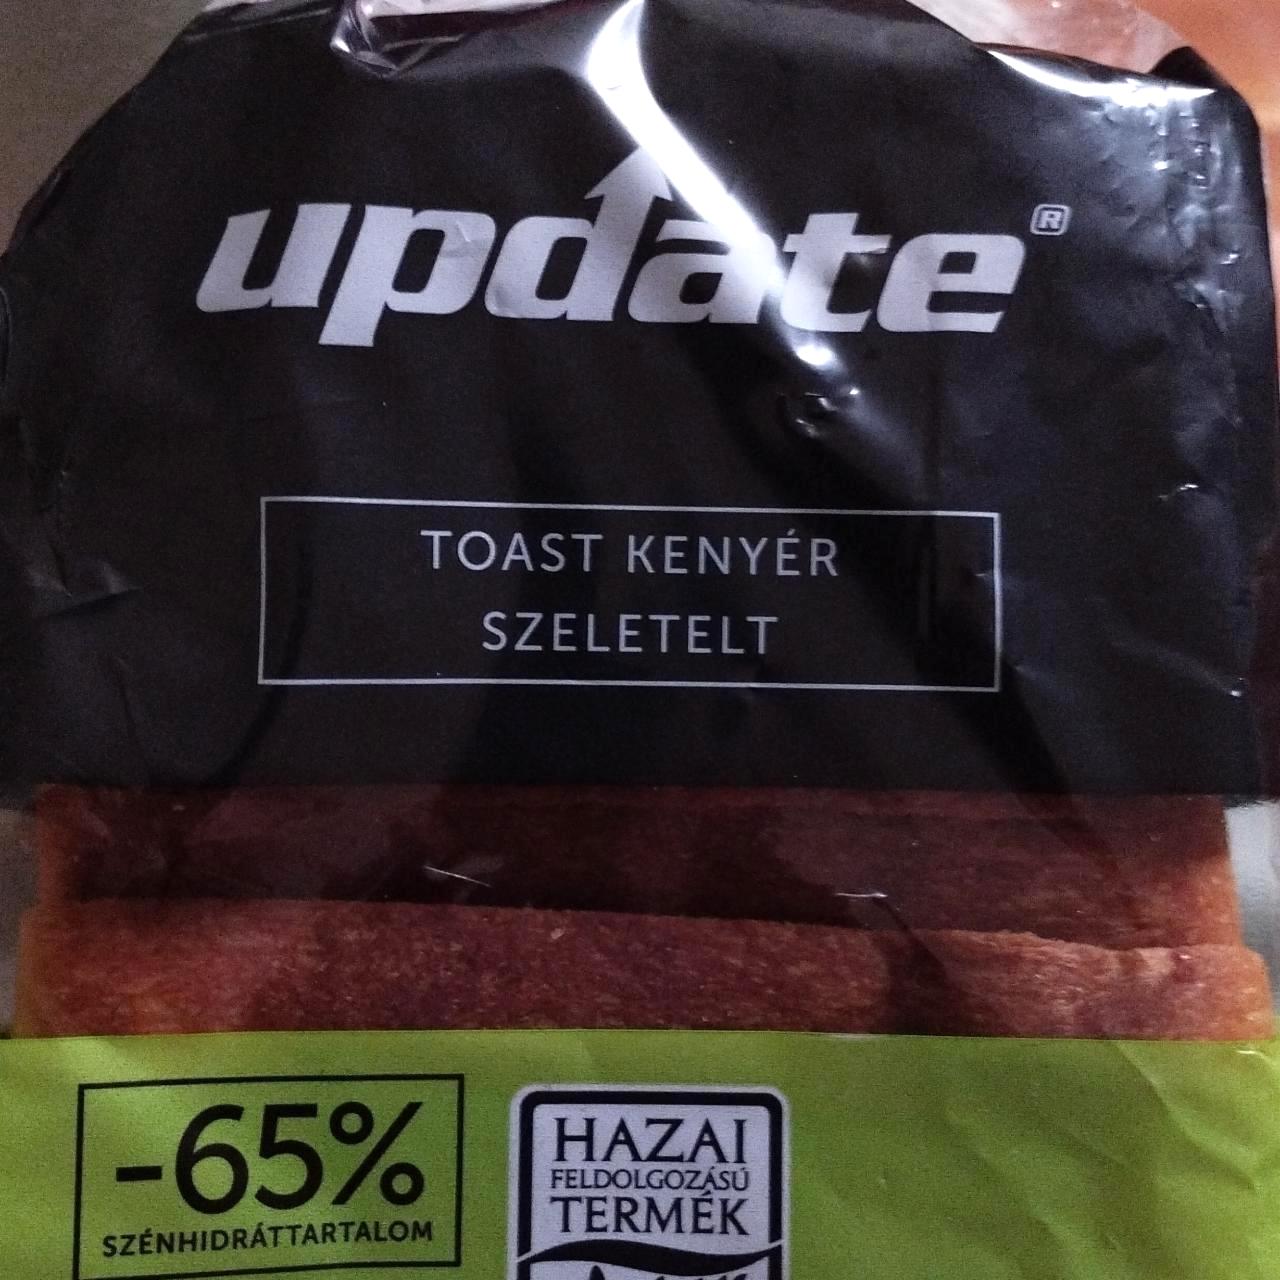 update®
TOAST KENYÉR
SZELETELT
-65%
SZÉNHIDRÁTTARTALOM
HAZAI
FELDOLGOZÁSÚ
TERMÉK